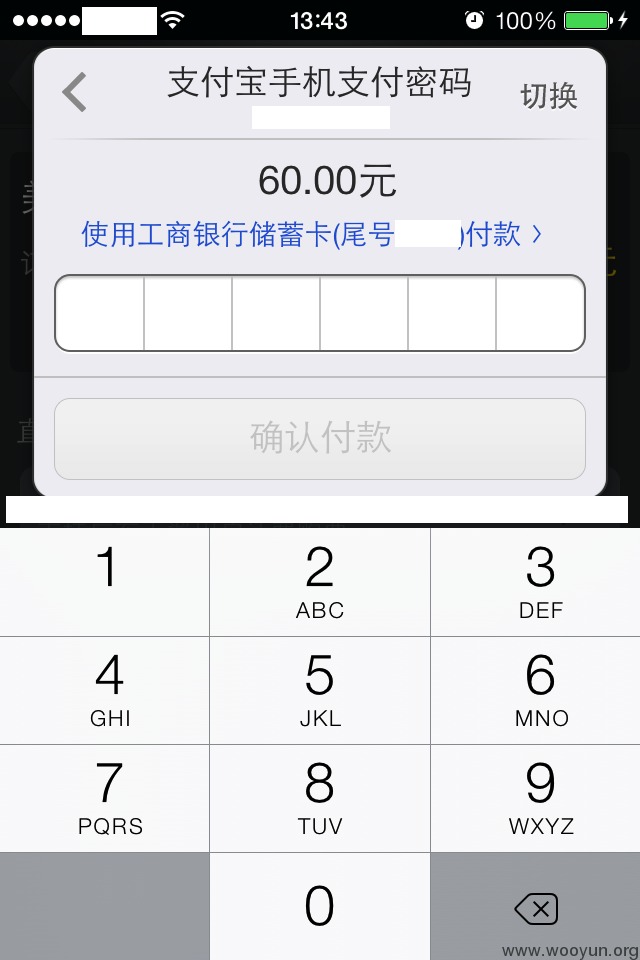 13:43 100%
支付宝手机支付密码
切换
60.00元
使用工商银行储蓄卡(尾号 )付款 >
确认付款
1 2 3
ABC DEF
4 5 6
GHI JKL MNO
7 8 9
PQRS TUV WXYZ
0
www.wooyun.org